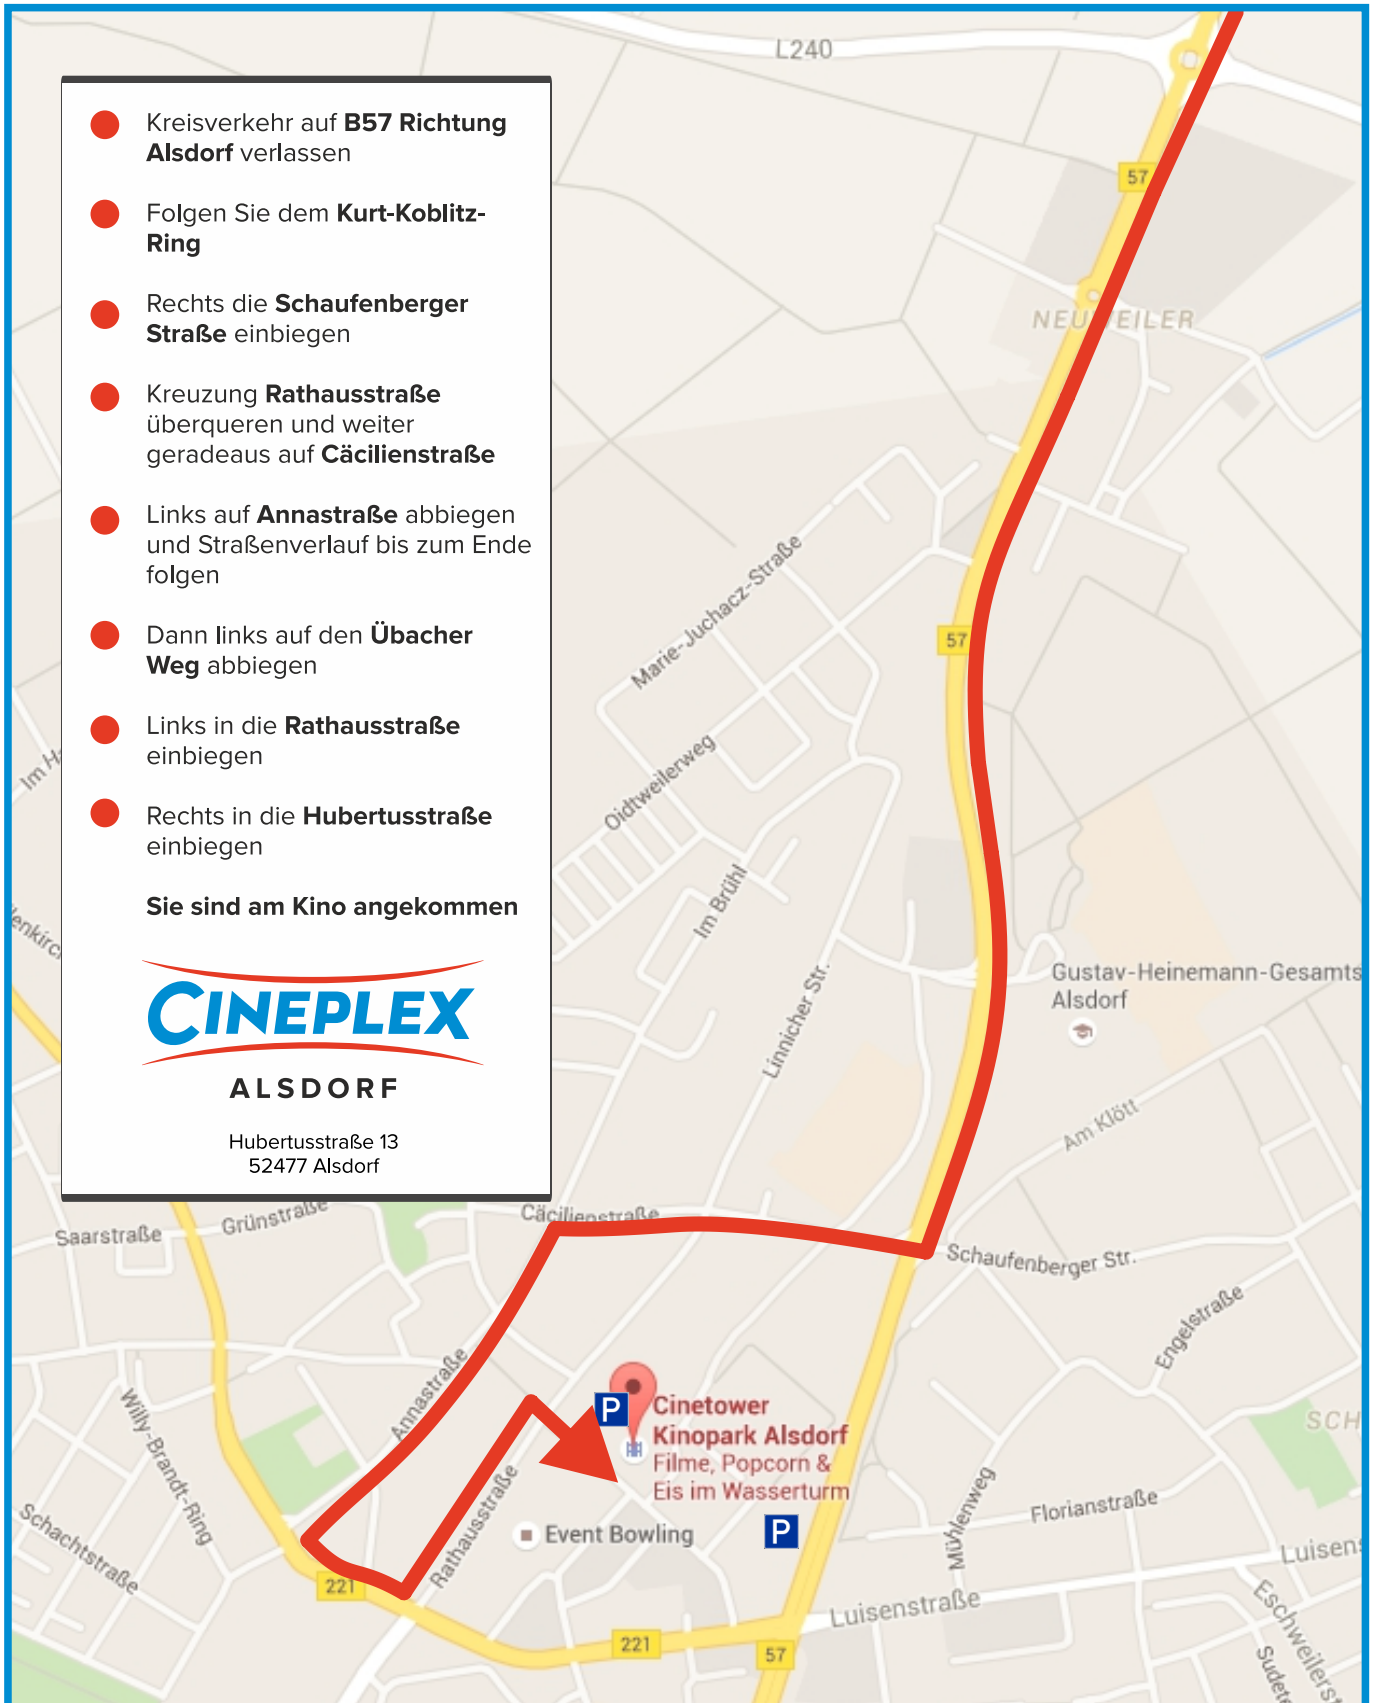 L240
Kreisverkehr auf B57 Richtung
Alsdorf verlassen
Folgen Sie dem Kurt-Koblitz-
Ring
Rechts die Schaufenberger
Straße einbiegen
Kreuzung Rathausstraße
überqueren und weiter
geradeaus auf Cäcilienstraße
Links auf Annastraße abbiegen
und Straßenverlauf bis zum Ende
folgen
Dann links auf den Übacher
Weg abbiegen
Links in die Rathausstraße
einbiegen
Rechts in die Hubertusstraße
einbiegen
Sie sind am Kino angekommen
CINEPLEX
ALSDORF
Hubertusstraße 13
52477 Alsdorf
57
NEUWEILER
Marie-Juchacz-Straße
57
Im
Oidtweilerweg
Im Brühl
Linnicher Str.
Gustav-Heinemann-Gesamts
Alsdorf
Am Klött
Saarstraße
Grünstraße
Cäcilienstraße
Schaufenberger Str.
Engelstraße
Annastraße
Willy-Brandt-Ring
P
Cinetower
Kinopark Alsdorf
Filme, Popcorn &
Eis im Wasserturm
SCH
Schachtstraße
Rathausstraße
Event Bowling
P
Mühlenweg
Florianstraße
Luisens
221
Luisenstraße
Eschweilerst
221
57
Sudete